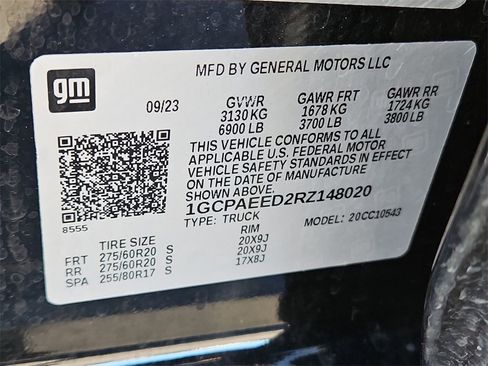 gm
MFD BY GENERAL MOTORS LLC
09/23 GVWR GAWR FRT GAWR RR
3130 KG 1678 KG 1724 KG
6900 LB 3700 LB 3800 LB
THIS VEHICLE CONFORMS TO ALL
APPLICABLE U.S. FEDERAL MOTOR
VEHICLE SAFETY STANDARDS IN EFFECT
ON THE DATE OF MANUFACTURE
SHOWN ABOVE.
1GCPAEED2RZ148020
8555
TYPE: TRUCK MODEL: 20CC10543
TIRE SIZE RIM
FRT 275/60R20 S 20X9J
RR 275/60R20 S 20X9J
SPA 255/80R17 S 17X8J